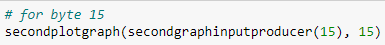 # for byte 15
secondplotgraph(secondgraphinputproducer(15), 15)